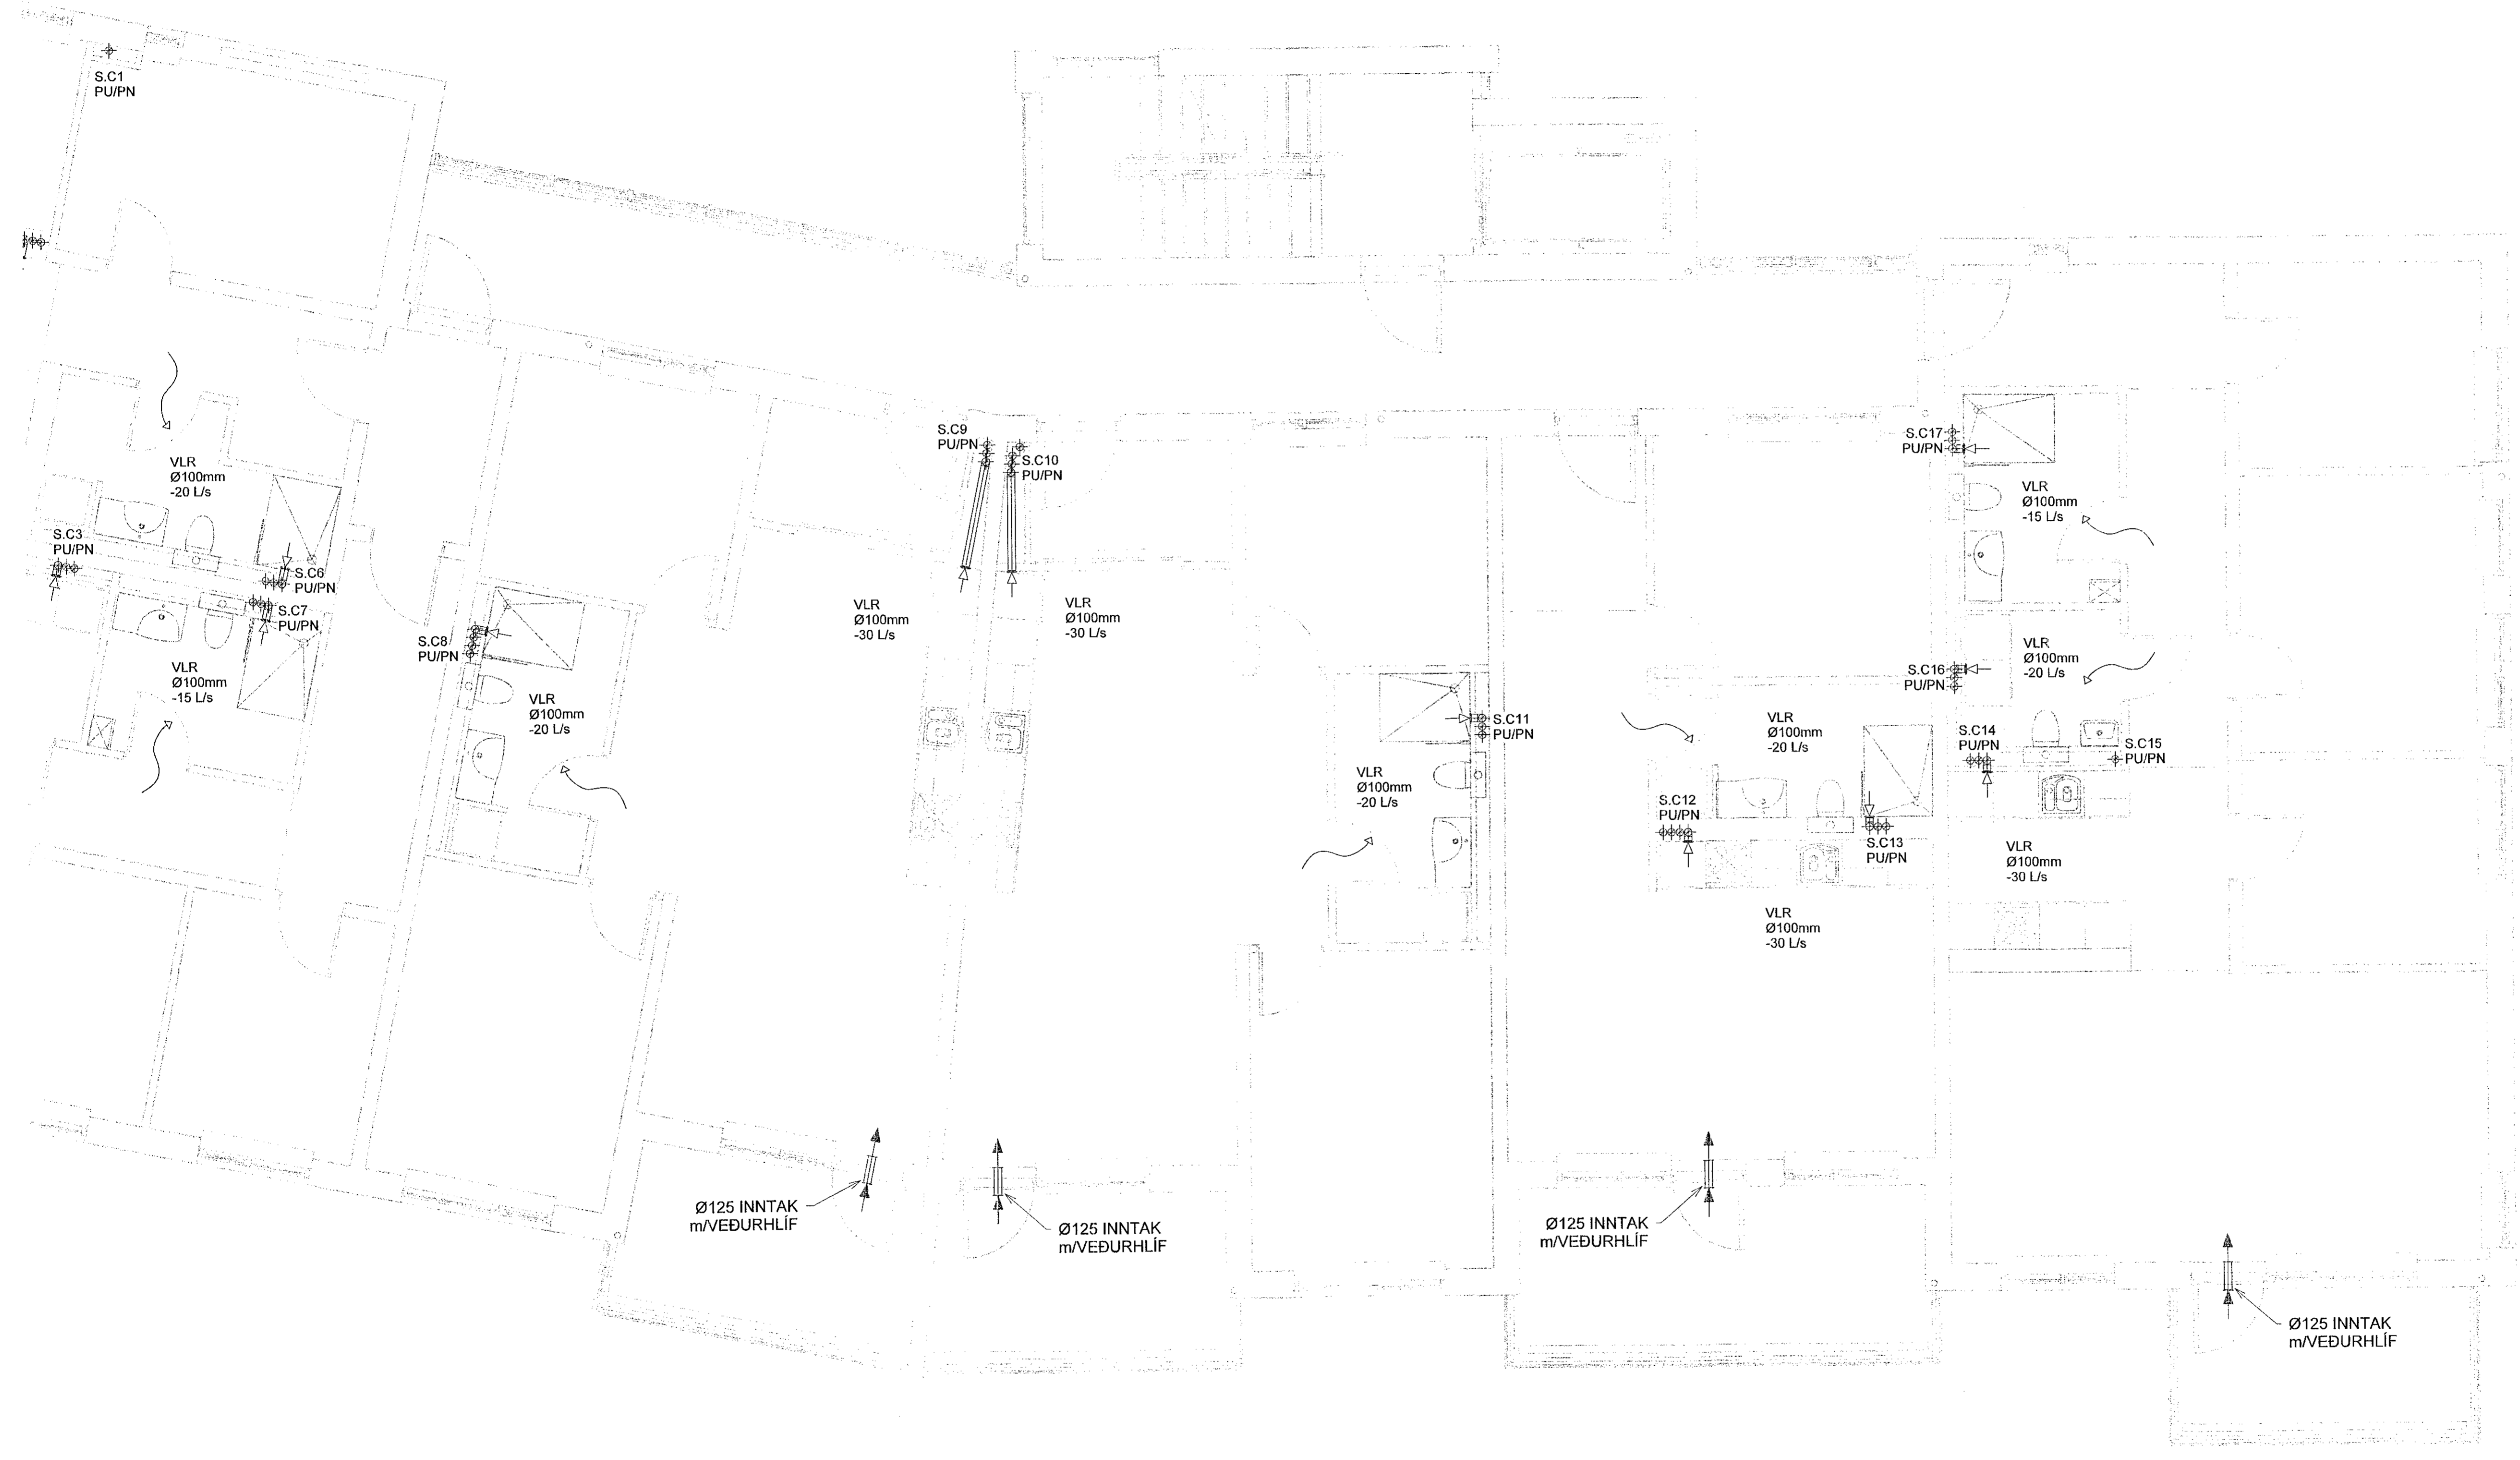 S.C1
PU/PN
VLR
Ø100mm
-20 L/s
S.C3
PU/PN
S.C6
PU/PN
S.C7
PU/PN
VLR
Ø100mm
-15 L/s
S.C8
PU/PN
VLR
Ø100mm
-20 L/s
S.C9
PU/PN
S.C10
PU/PN
VLR
Ø100mm
-30 L/s
VLR
Ø100mm
-30 L/s
S.C11
PU/PN
VLR
Ø100mm
-20 L/s
S.C17
PU/PN
VLR
Ø100mm
-15 L/s
S.C16
PU/PN
VLR
Ø100mm
-20 L/s
VLR
Ø100mm
-20 L/s
S.C14
PU/PN
S.C15
PU/PN
S.C12
PU/PN
S.C13
PU/PN
VLR
Ø100mm
-30 L/s
VLR
Ø100mm
-30 L/s
Ø125 INNTAK
m/VEÐURHLÍF
Ø125 INNTAK
m/VEÐURHLÍF
Ø125 INNTAK
m/VEÐURHLÍF
Ø125 INNTAK
m/VEÐURHLÍF